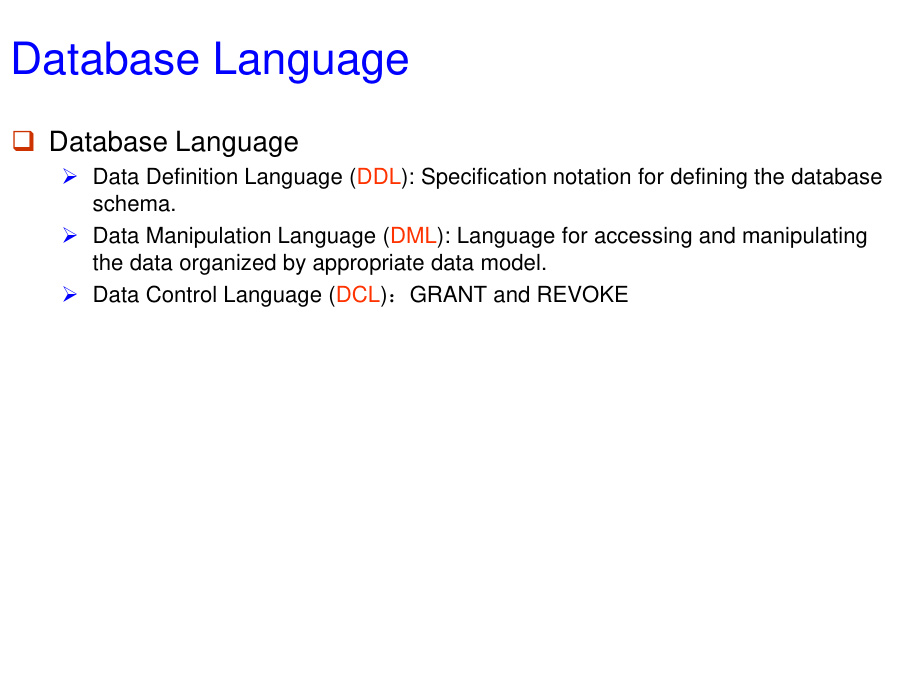 Database Language
Database Language
Data Definition Language (DDL): Specification notation for defining the database
schema.
Data Manipulation Language (DML): Language for accessing and manipulating
the data organized by appropriate data model.
Data Control Language (DCL)：GRANT and REVOKE